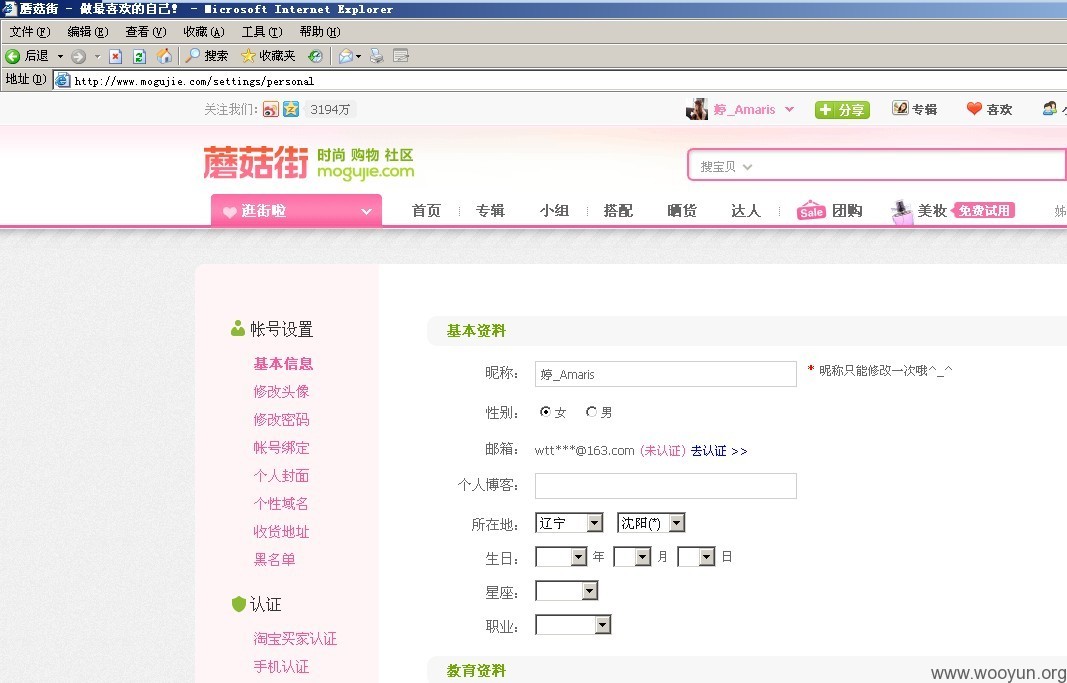 蘑菇街 - 做最喜欢的自己! - Microsoft Internet Explorer
文件(F) 编辑(E) 查看(V) 收藏(A) 工具(T) 帮助(H)
后退 搜索 收藏夹
地址(D) http://www.mogujie.com/settings/personal
关注我们: 3194万 婷_Amaris 分享 专辑 喜欢
蘑菇街 时尚 购物 社区
mogujie.com
搜宝贝
逛街啦 首页 专辑 小组 搭配 晒货 达人 Sale 团购 美妆 免费试用
帐号设置
基本信息
修改头像
修改密码
帐号绑定
个人封面
个性域名
收货地址
黑名单
认证
淘宝买家认证
手机认证
基本资料
昵称: 婷_Amaris * 昵称只能修改一次哦^_^
性别: 女 男
邮箱: wtt***@163.com (未认证) 去认证 >>
个人博客:
所在地: 辽宁 沈阳(*)
生日: 年 月 日
星座:
职业:
教育资料
www.wooyun.org